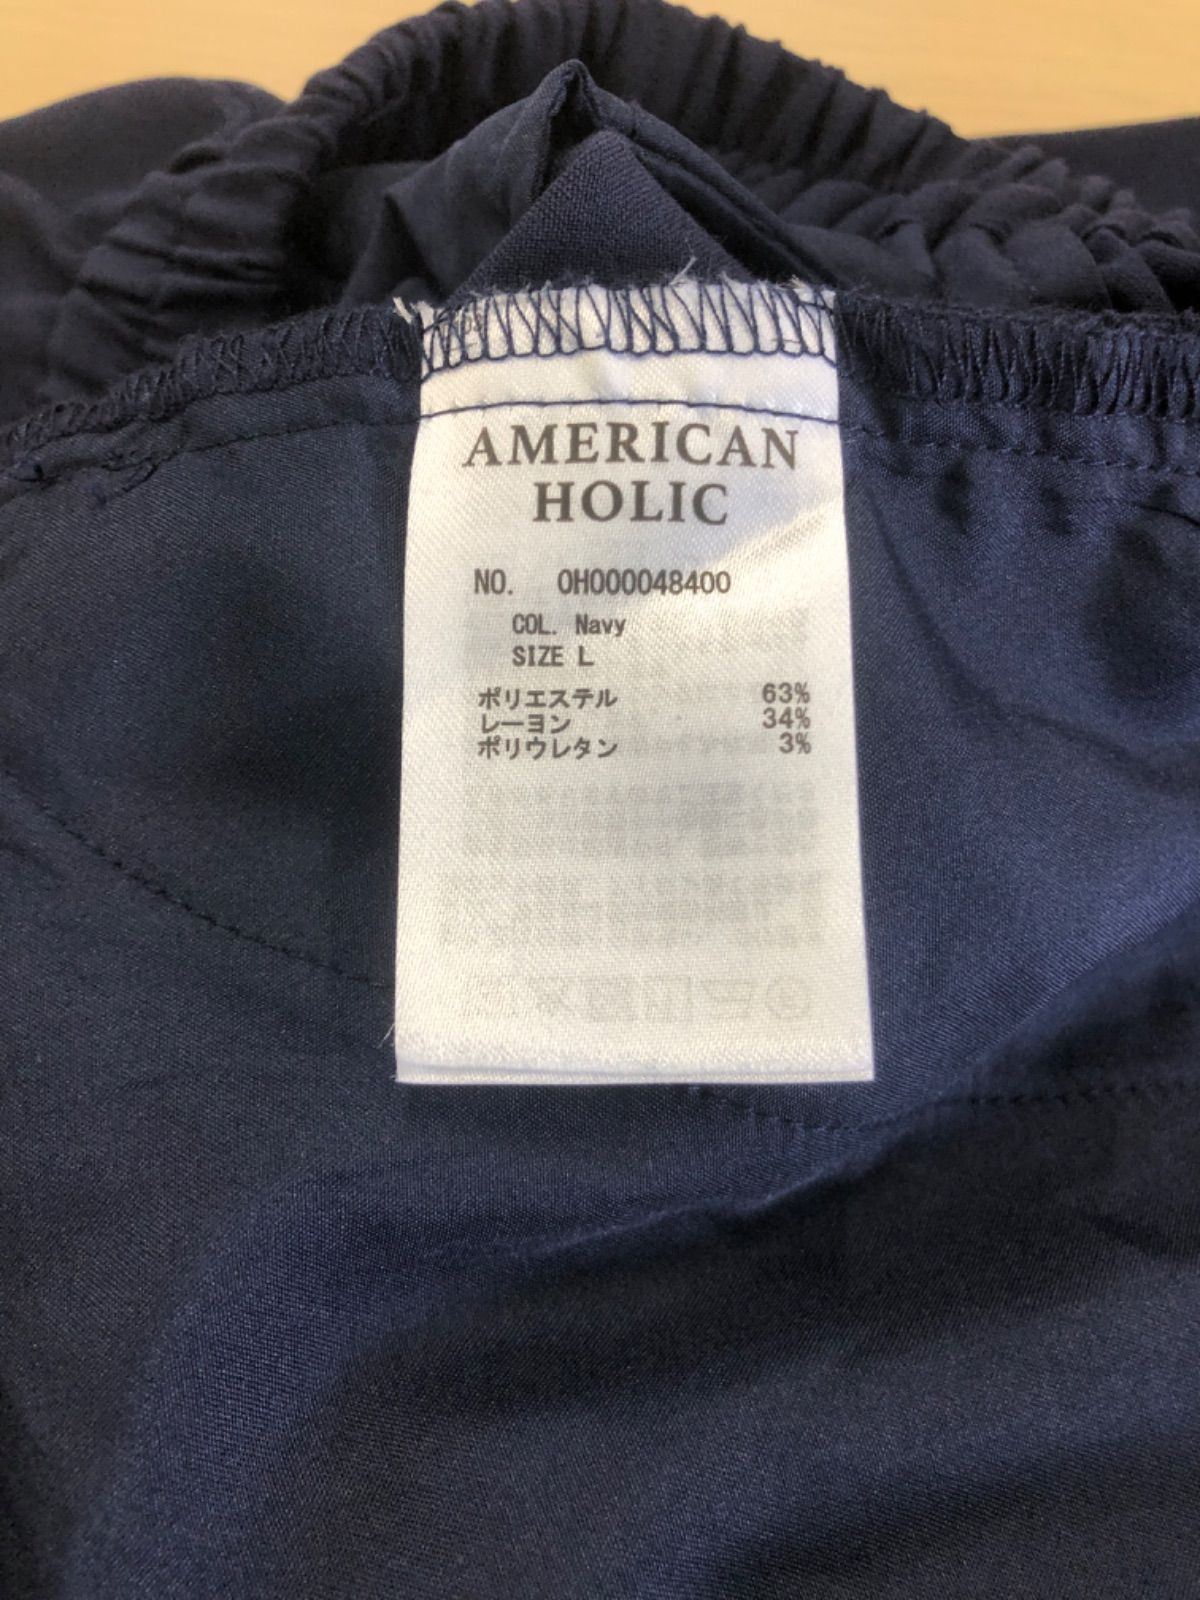 AMERICAN
HOLIC
NO. 0H000048400
COL. Navy
SIZE L
ポリエステル 63%
レーヨン 34%
ポリウレタン 3%